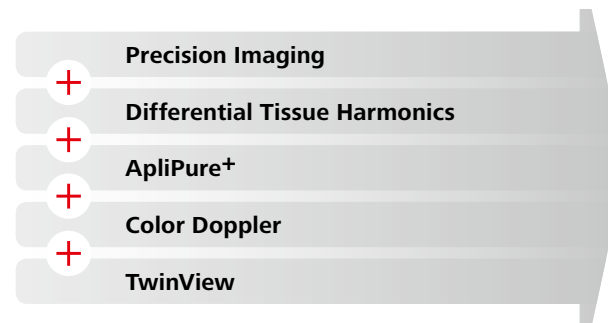 Precision Imaging
+
Differential Tissue Harmonics
+
ApliPure+
+
Color Doppler
+
TwinView